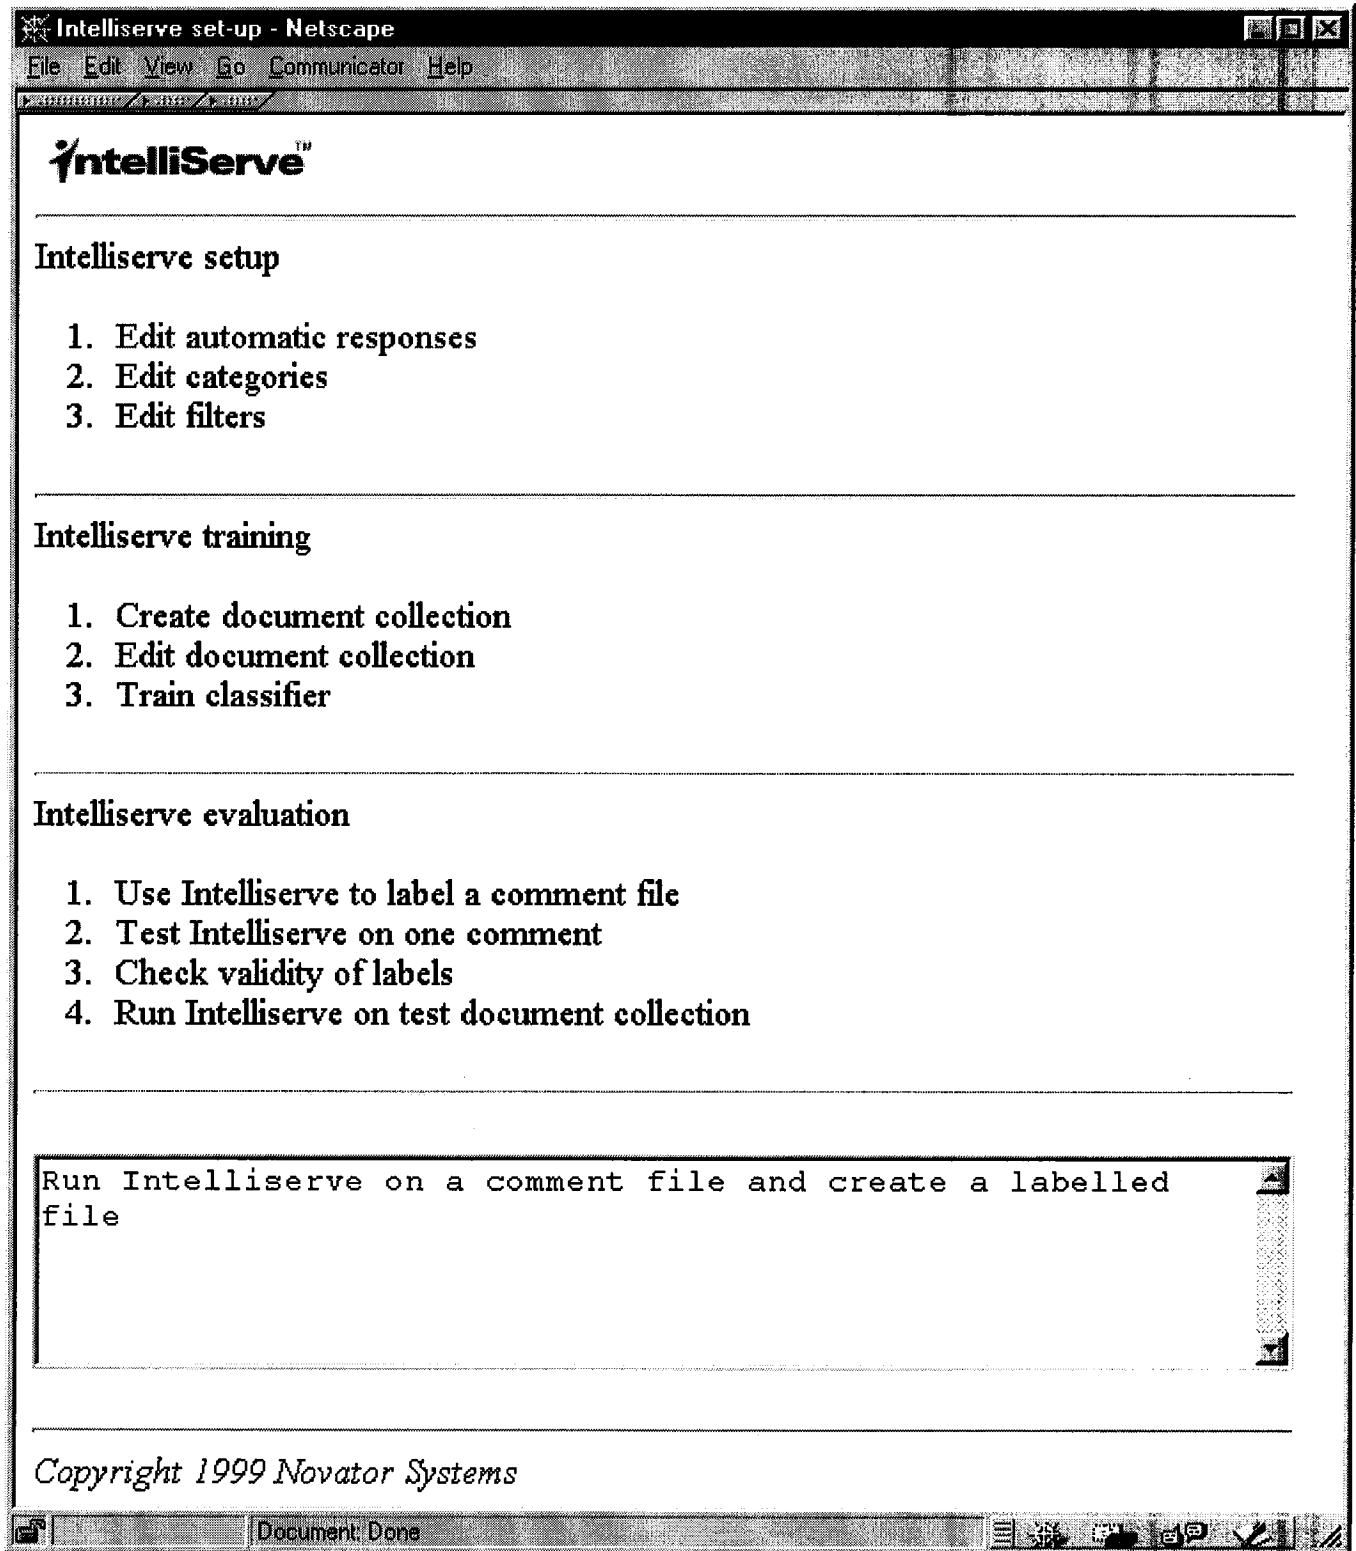 Intelliserve set-up - Netscape
File Edit View Go Communicator Help
intelliServe™
Intelliserve setup
1. Edit automatic responses
2. Edit categories
3. Edit filters
Intelliserve training
1. Create document collection
2. Edit document collection
3. Train classifier
Intelliserve evaluation
1. Use Intelliserve to label a comment file
2. Test Intelliserve on one comment
3. Check validity of labels
4. Run Intelliserve on test document collection
Run Intelliserve on a comment file and create a labelled
file
Copyright 1999 Novator Systems
Document: Done